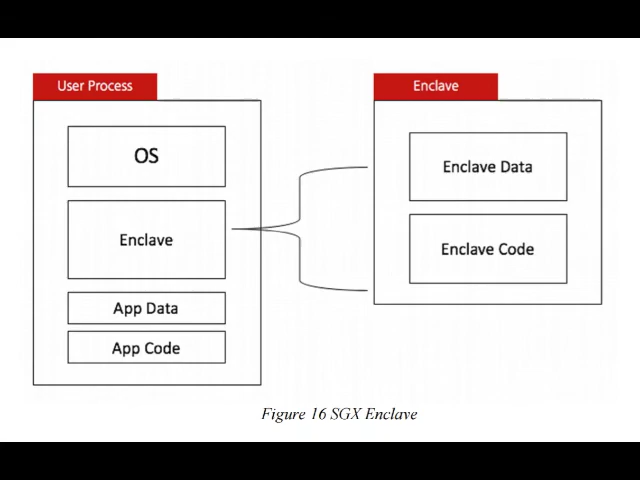 User Process
OS
Enclave
App Data
App Code
Enclave
Enclave Data
Enclave Code
Figure 16 SGX Enclave